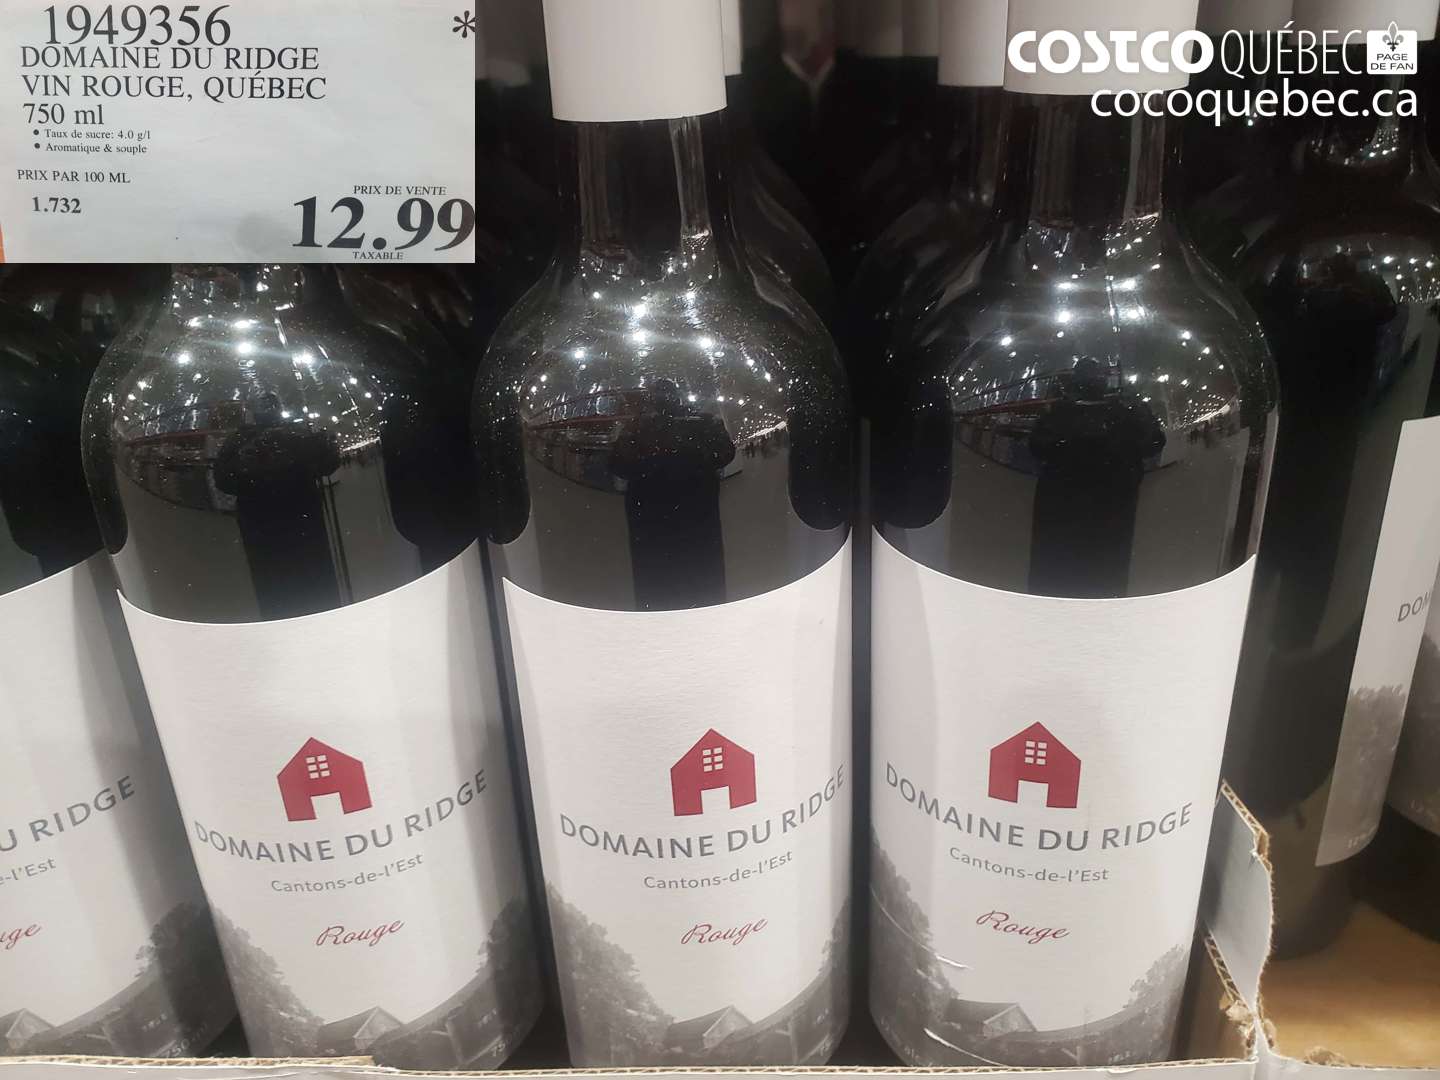 1949356 *
DOMAINE DU RIDGE
VIN ROUGE, QUÉBEC
750 ml
• Taux de sucre: 4.0 g/l
• Aromatique & souple
PRIX PAR 100 ML
1.732
PRIX DE VENTE
12.99
TAXABLE
COSTCO QUÉBEC PAGE DE FAN
cocoquebec.ca
DOMAINE DU RIDGE
Cantons-de-l'Est
Rouge
DOMAINE DU RIDGE
Cantons-de-l'Est
Rouge
DOMAINE DU RIDGE
Cantons-de-l'Est
Rouge
RIDGE